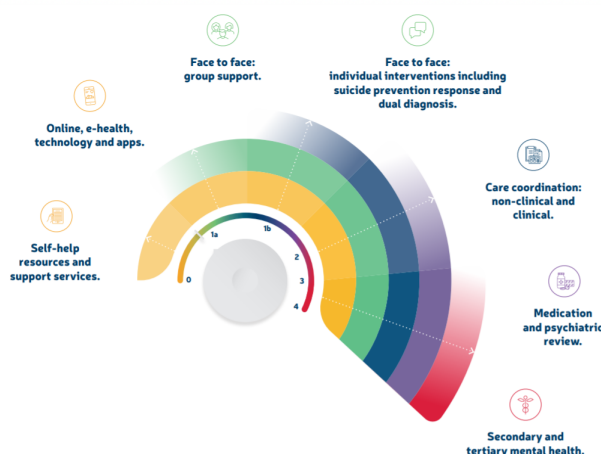 Face to face:
group support.
Face to face:
individual interventions including
suicide prevention response and
dual diagnosis.
Online, e-health,
technology and apps.
Care coordination:
non-clinical and
clinical.
Self-help
resources and
support services.
0
1a
1b
2
3
4
Medication
and psychiatric
review.
Secondary and
tertiary mental health.